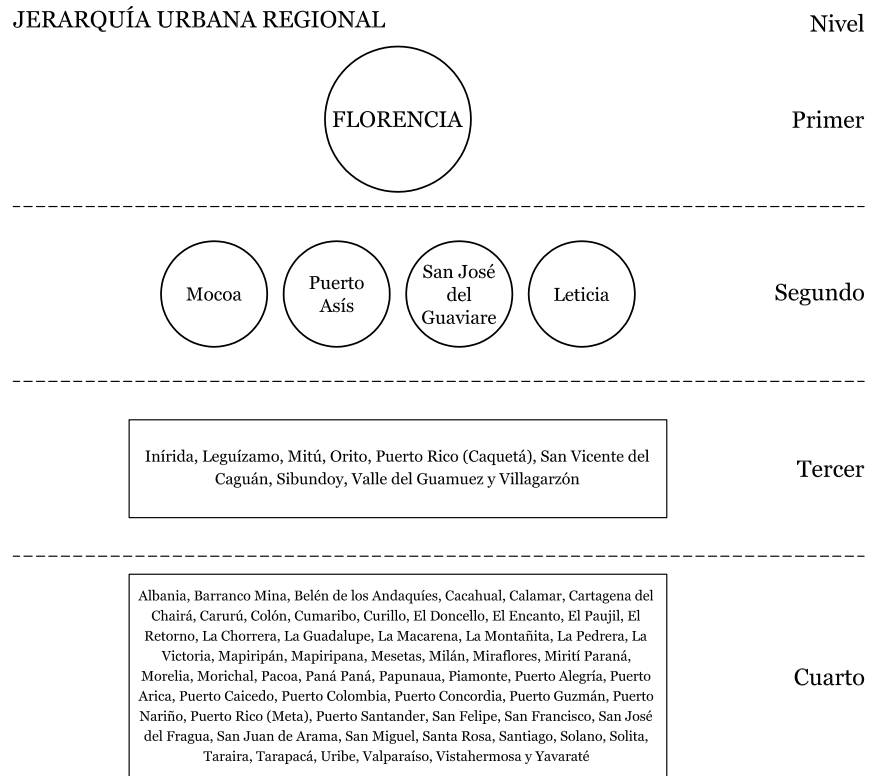 JERARQUÍA URBANA REGIONAL
Nivel
FLORENCIA
Primer
Mocoa
Puerto
Asís
San José
del
Guaviare
Leticia
Segundo
Inírida, Leguízamo, Mitú, Orito, Puerto Rico (Caquetá), San Vicente del
Caguán, Sibundoy, Valle del Guamuez y Villagarzón
Tercer
Albania, Barranco Mina, Belén de los Andaquíes, Cacahual, Calamar, Cartagena del
Chairá, Carurú, Colón, Cumaribo, Curillo, El Doncello, El Encanto, El Paujil, El
Retorno, La Chorrera, La Guadalupe, La Macarena, La Montañita, La Pedrera, La
Victoria, Mapiripán, Mapiripana, Mesetas, Milán, Miraflores, Mirití Paraná,
Morelia, Morichal, Pacoa, Paná Paná, Papunaua, Piamonte, Puerto Alegría, Puerto
Arica, Puerto Caicedo, Puerto Colombia, Puerto Concordia, Puerto Guzmán, Puerto
Nariño, Puerto Rico (Meta), Puerto Santander, San Felipe, San Francisco, San José
del Fragua, San Juan de Arama, San Miguel, Santa Rosa, Santiago, Solano, Solita,
Taraira, Tarapacá, Uribe, Valparaíso, Vistahermosa y Yavaraté
Cuarto